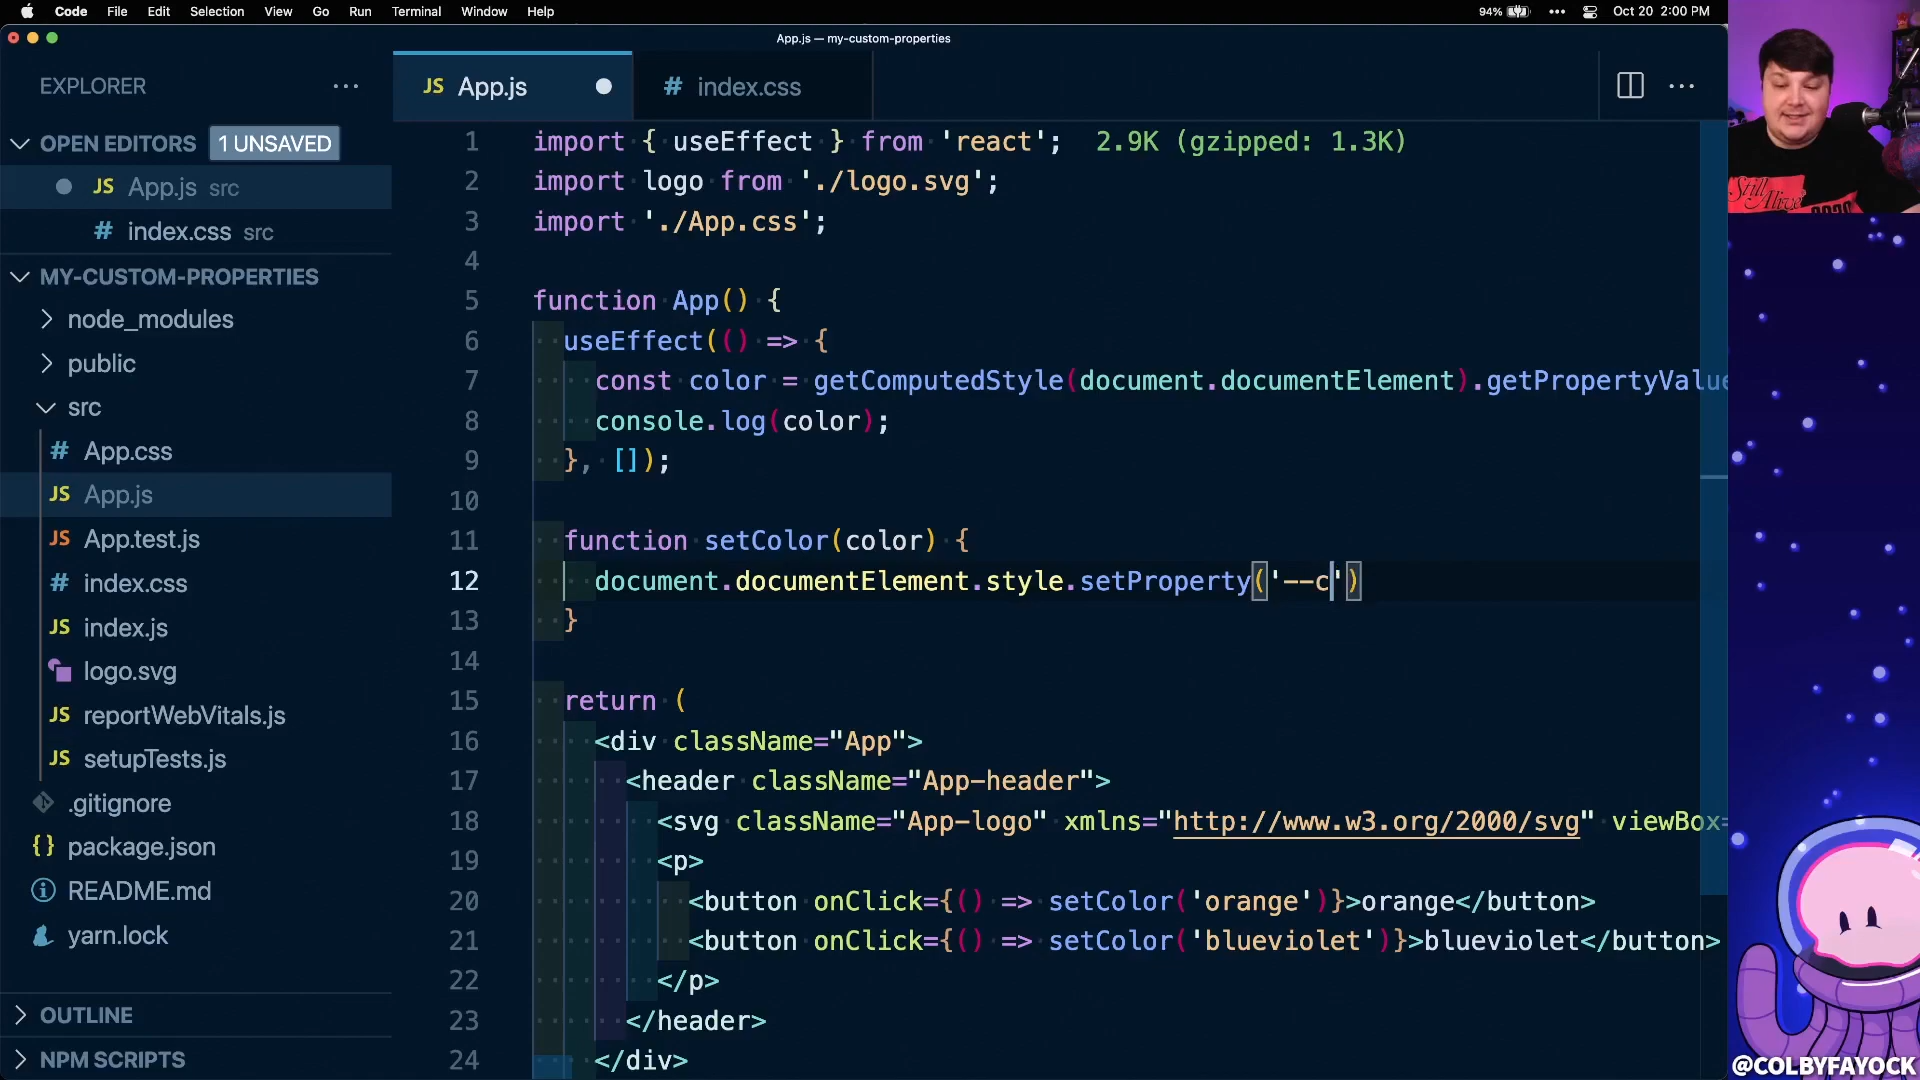 Code File Edit Selection View Go Run Terminal Window Help 94% Oct 20 2:00 PM
App.js — my-custom-properties
EXPLORER
JS App.js
# index.css
OPEN EDITORS 1 UNSAVED
JS App.js src
# index.css src
MY-CUSTOM-PROPERTIES
node_modules
public
src
# App.css
JS App.js
JS App.test.js
# index.css
JS index.js
logo.svg
JS reportWebVitals.js
JS setupTests.js
.gitignore
{} package.json
README.md
yarn.lock
OUTLINE
NPM SCRIPTS
1 import { useEffect } from 'react'; 2.9K (gzipped: 1.3K)
2 import logo from './logo.svg';
3 import './App.css';
4
5 function App() {
6 useEffect(() => {
7 const color = getComputedStyle(document.documentElement).getPropertyValue
8 console.log(color);
9 }, []);
10
11 function setColor(color) {
12 document.documentElement.style.setProperty('--c')
13 }
14
15 return (
16 <div className="App">
17 <header className="App-header">
18 <svg className="App-logo" xmlns="http://www.w3.org/2000/svg" viewBox=
19 <p>
20 <button onClick={() => setColor('orange')}>orange</button>
21 <button onClick={() => setColor('blueviolet')}>blueviolet</button>
22 </p>
23 </header>
24 </div>
Still
Alive
2020
@COLBYFAYOCK